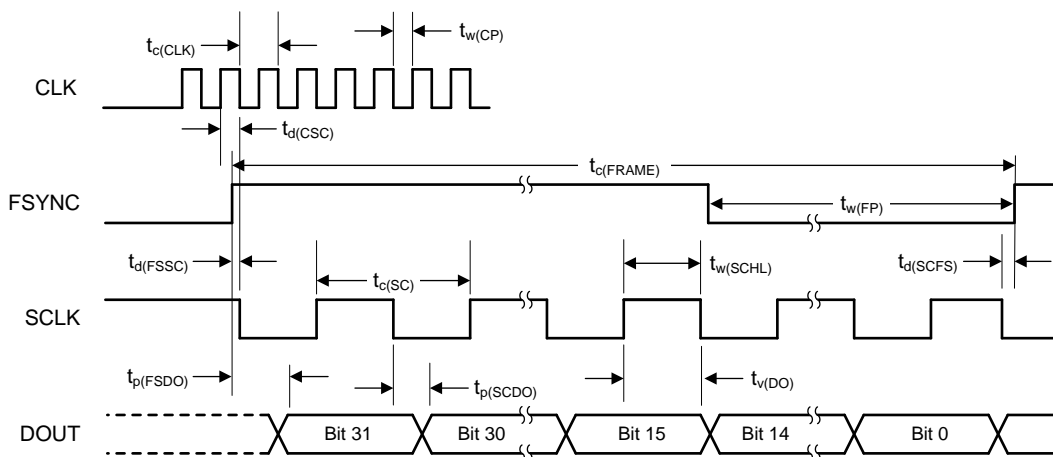 t_c(CLK)
t_w(CP)
CLK
t_d(CSC)
t_c(FRAME)
FSYNC
t_w(FP)
t_d(FSSC)
t_c(SC)
t_w(SCHL)
t_d(SCFS)
SCLK
t_p(FSDO)
t_p(SCDO)
t_v(DO)
DOUT
Bit 31
Bit 30
Bit 15
Bit 14
Bit 0